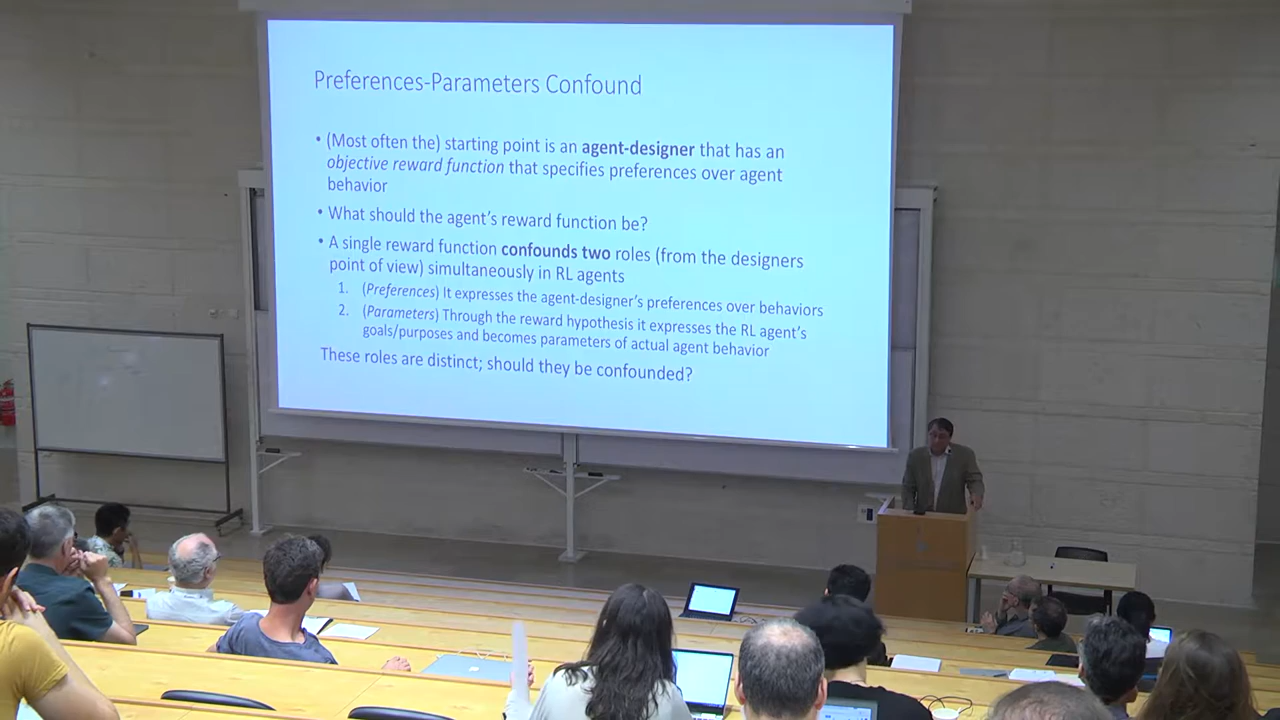 Preferences-Parameters Confound
• (Most often the) starting point is an agent-designer that has an
objective reward function that specifies preferences over agent
behavior
• What should the agent's reward function be?
• A single reward function confounds two roles (from the designers
point of view) simultaneously in RL agents
1. (Preferences) It expresses the agent-designer's preferences over behaviors
2. (Parameters) Through the reward hypothesis it expresses the RL agent's
goals/purposes and becomes parameters of actual agent behavior
These roles are distinct; should they be confounded?